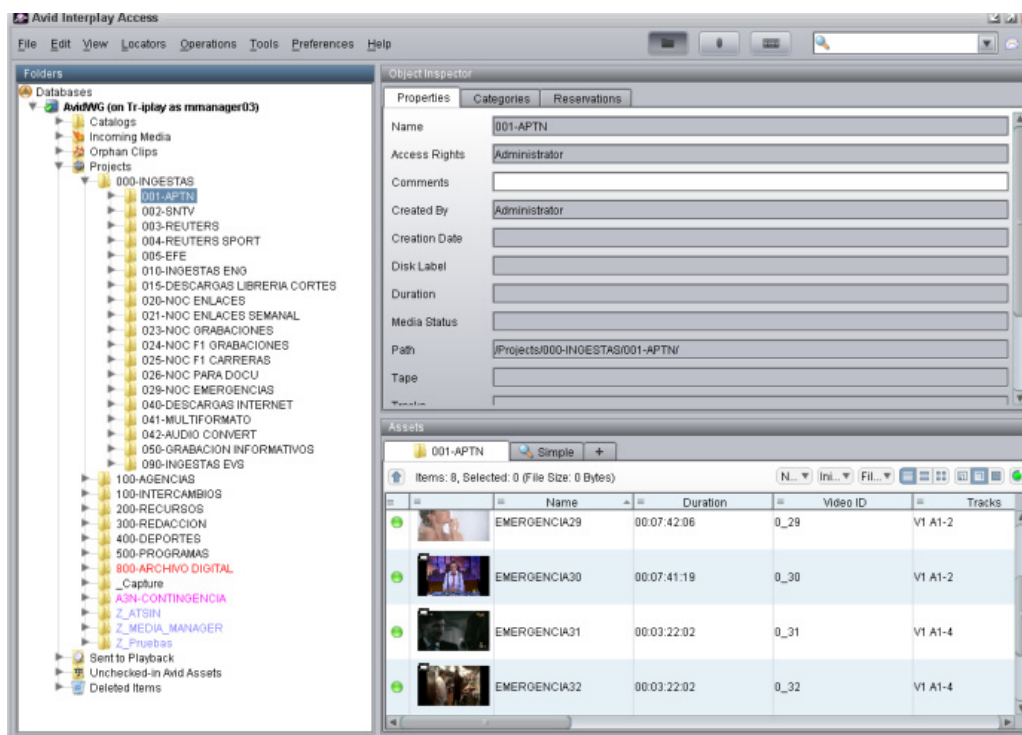 Avid Interplay Access
File Edit View Locators Operations Tools Preferences Help
Folders
Databases
AvidWG (on Tr-iplay as mmanager03)
Catalogs
Incoming Media
Orphan Clips
Projects
000-INGESTAS
001-APTN
002-SNTV
003-REUTERS
004-REUTERS SPORT
005-EFE
010-INGESTAS ENG
015-DESCARGAS LIBRERIA CORTES
020-NOC ENLACES
021-NOC ENLACES SEMANAL
023-NOC GRABACIONES
024-NOC F1 GRABACIONES
025-NOC F1 CARRERAS
026-NOC PARA DOCU
029-NOC EMERGENCIAS
040-DESCARGAS INTERNET
041-MULTIFORMATO
042-AUDIO CONVERT
050-GRABACION INFORMATIVOS
090-INGESTAS EVS
100-AGENCIAS
100-INTERCAMBIOS
200-RECURSOS
300-REDACCION
400-DEPORTES
500-PROGRAMAS
800-ARCHIVO DIGITAL
_Capture
A3N-CONTINGENCIA
Z_ATSIN
Z_MEDIA_MANAGER
Z_Pruebas
Sent to Playback
Unchecked-in Avid Assets
Deleted Items
Object Inspector
Properties Categories Reservations
Name 001-APTN
Access Rights Administrator
Comments
Created By Administrator
Creation Date
Disk Label
Duration
Media Status
Path /Projects/000-INGESTAS/001-APTN/
Tape
Assets
001-APTN Simple +
Items: 8, Selected: 0 (File Size: 0 Bytes) N... Ini... Fil...
Name Duration Video ID Tracks
EMERGENCIA29 00:07:42:06 0_29 V1 A1-2
EMERGENCIA30 00:07:41:19 0_30 V1 A1-2
EMERGENCIA31 00:03:22:02 0_31 V1 A1-4
EMERGENCIA32 00:03:22:02 0_32 V1 A1-4